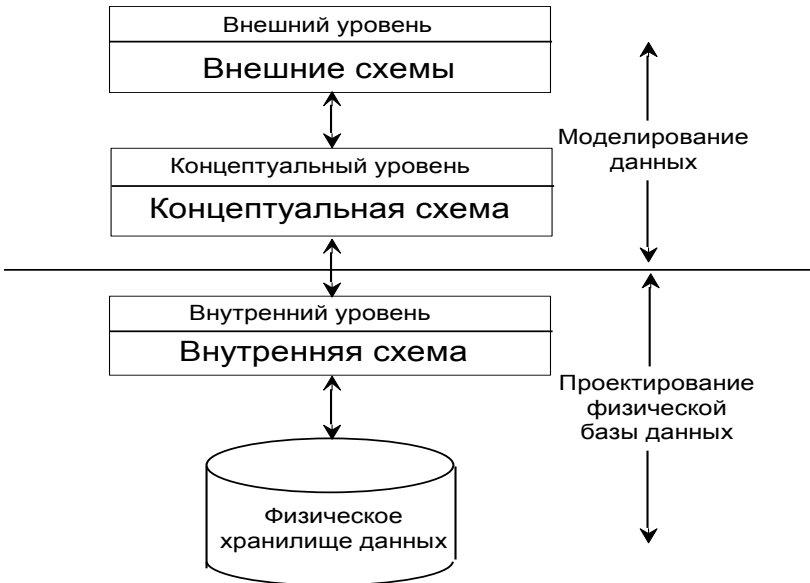 Внешний уровень
Внешние схемы
Моделирование
данных
Концептуальный уровень
Концептуальная схема
Внутренний уровень
Внутренняя схема
Проектирование
физической
базы данных
Физическое
хранилище данных